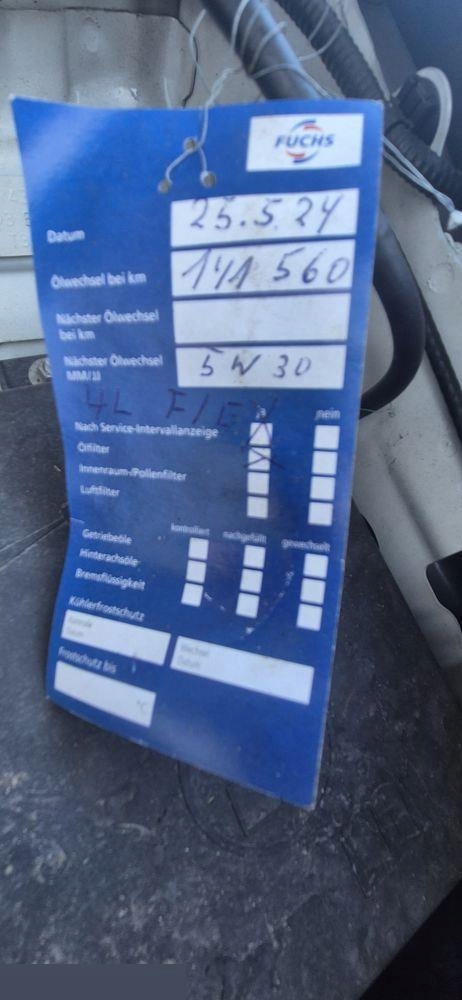 FUCHS
Datum 25.5.24
Ölwechsel bei km 141 560
Nächster Ölwechsel
bei km
Nächster Ölwechsel
MM/JJ 5W30
4L FLEX
ja nein
Nach Service-Intervallanzeige
Ölfilter
Innenraum-/Pollenfilter
Luftfilter
kontrolliert nachgefüllt gewechselt
Getriebeöle
Hinterachsöle
Bremsflüssigkeit
Kühlerfrostschutz
Kontrolle Wechsel
Datum Datum
Frostschutz bis
°C